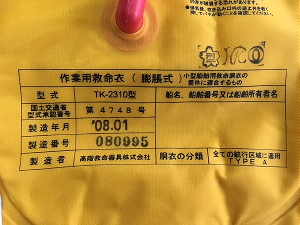 作業用救命衣(膨脹式)
小型船舶用救命胴衣の
要件に適合するもの
型式 TK-2310型
船名、船舶番号又は船舶所有者名
国土交通省
型式承認番号 第4748号
製造年月 '08.01
製造番号 080995
製造者 高階救命器具株式会社
胴衣の分類 全ての航行区域に適用
TYPE A